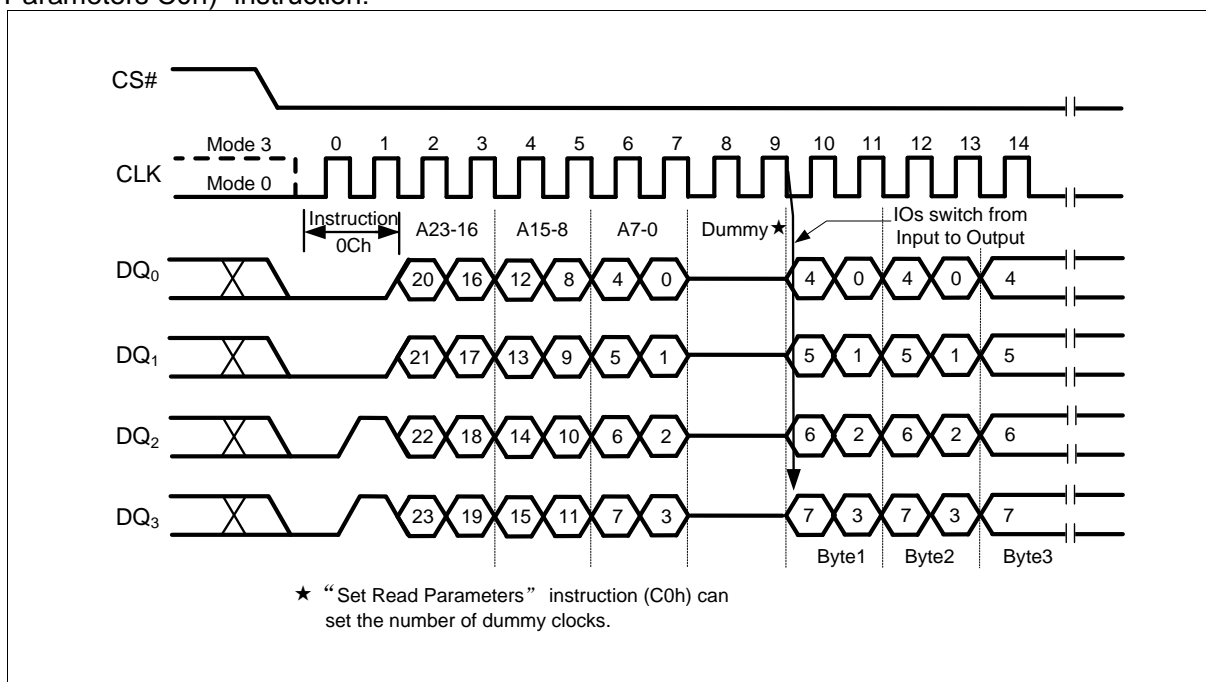 Parameters C0h)" instruction.
CS#
Mode 3 0 1 2 3 4 5 6 7 8 9 10 11 12 13 14
CLK
Mode 0
Instruction A23-16 A15-8 A7-0 Dummy★ IOs switch from
0Ch Input to Output
DQ0 20 16 12 8 4 0 4 0 4 0 4
DQ1 21 17 13 9 5 1 5 1 5 1 5
DQ2 22 18 14 10 6 2 6 2 6 2 6
DQ3 23 19 15 11 7 3 7 3 7 3 7
Byte1 Byte2 Byte3
★ “Set Read Parameters” instruction (C0h) can
set the number of dummy clocks.